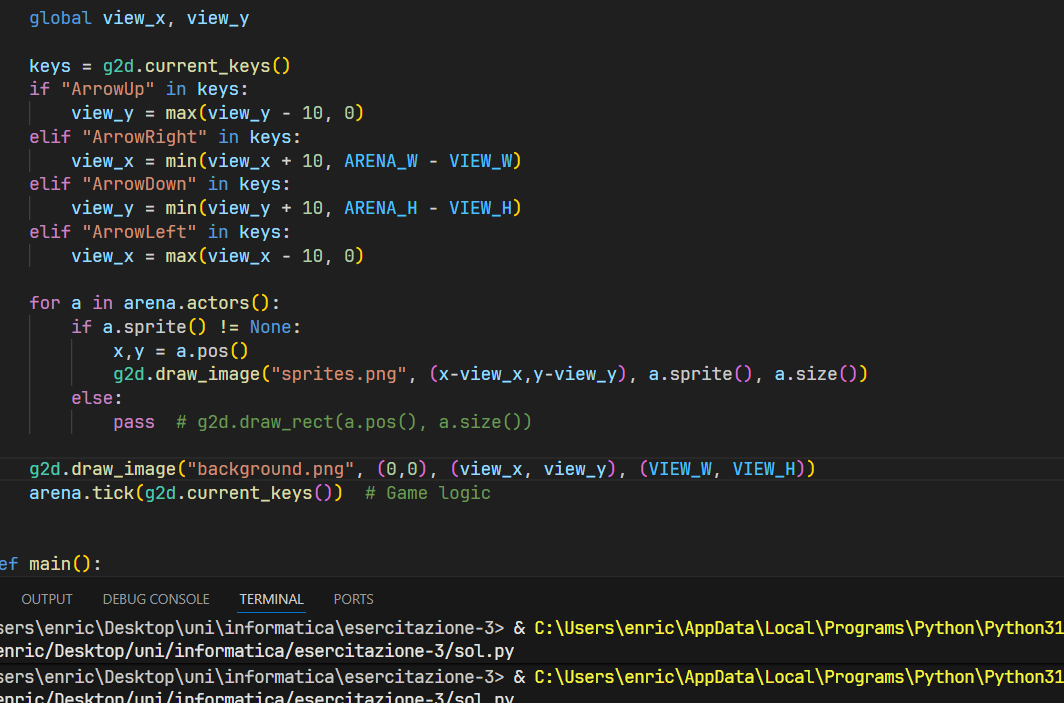 global view_x, view_y
keys = g2d.current_keys()
if "ArrowUp" in keys:
view_y = max(view_y - 10, 0)
elif "ArrowRight" in keys:
view_x = min(view_x + 10, ARENA_W - VIEW_W)
elif "ArrowDown" in keys:
view_y = min(view_y + 10, ARENA_H - VIEW_H)
elif "ArrowLeft" in keys:
view_x = max(view_x - 10, 0)
for a in arena.actors():
if a.sprite() != None:
x,y = a.pos()
g2d.draw_image("sprites.png", (x-view_x,y-view_y), a.sprite(), a.size())
else:
pass  # g2d.draw_rect(a.pos(), a.size())
g2d.draw_image("background.png", (0,0), (view_x, view_y), (VIEW_W, VIEW_H))
arena.tick(g2d.current_keys())  # Game logic
ef main():
OUTPUT DEBUG CONSOLE TERMINAL PORTS
sers\enric\Desktop\uni\informatica\esercitazione-3> & C:\Users\enric\AppData\Local\Programs\Python\Python31
enric/Desktop/uni/informatica/esercitazione-3/sol.py
sers\enric\Desktop\uni\informatica\esercitazione-3> & C:\Users\enric\AppData\Local\Programs\Python\Python31
enric/Desktop/uni/informatica/esercitazione-3/sol.py